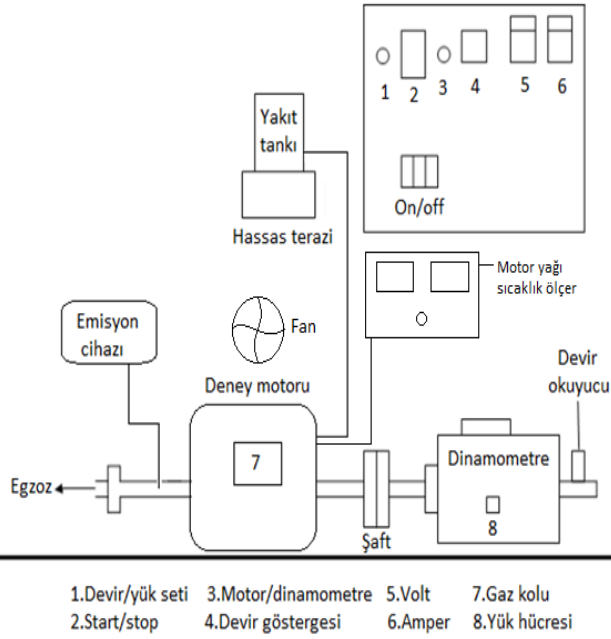 1 2 3 4 5 6
On/off
Yakıt
tankı
Hassas terazi
Motor yağı
sıcaklık ölçer
Fan
Emisyon
cihazı
Deney motoru
Devir
okuyucu
7
Dinamometre
8
Egzoz
Şaft
1.Devir/yük seti 3.Motor/dinamometre 5.Volt 7.Gaz kolu
2.Start/stop 4.Devir göstergesi 6.Amper 8.Yük hücresi